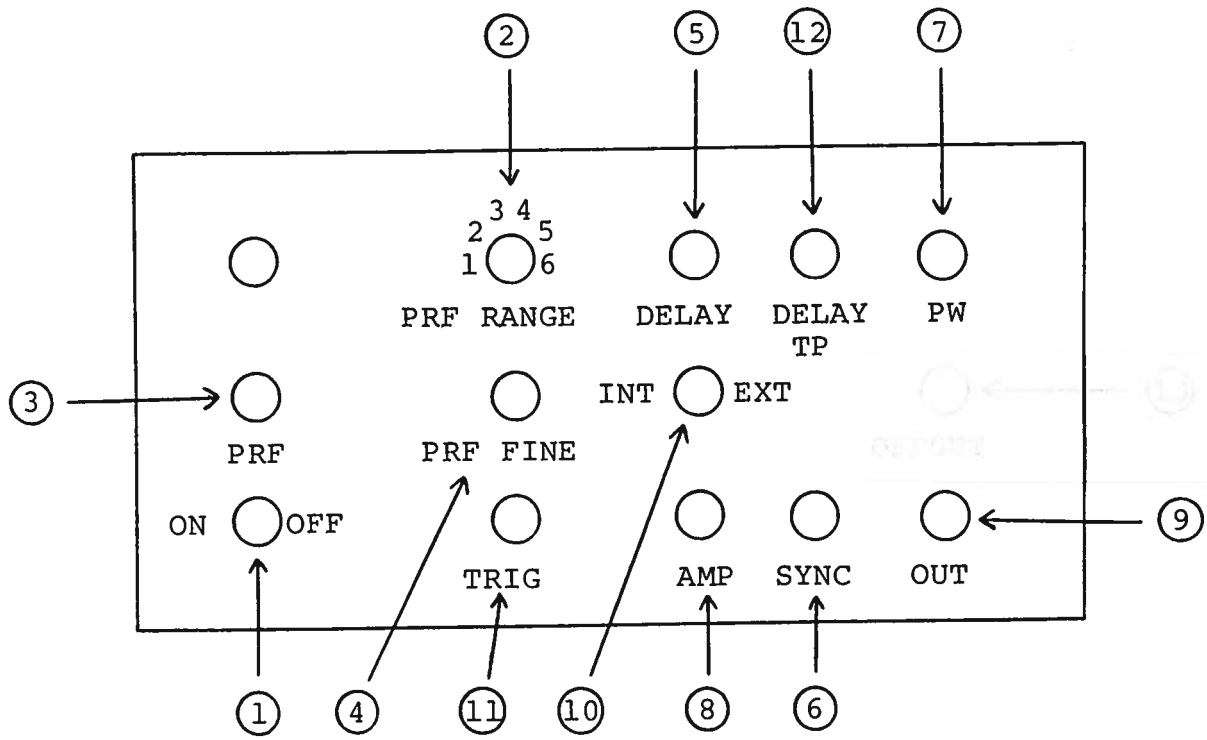 2 5 12 7
3 4
2 5
1 6
PRF RANGE DELAY DELAY TP PW
3 INT EXT
PRF PRF FINE
ON OFF 9
TRIG AMP SYNC OUT
1 4 11 10 8 6